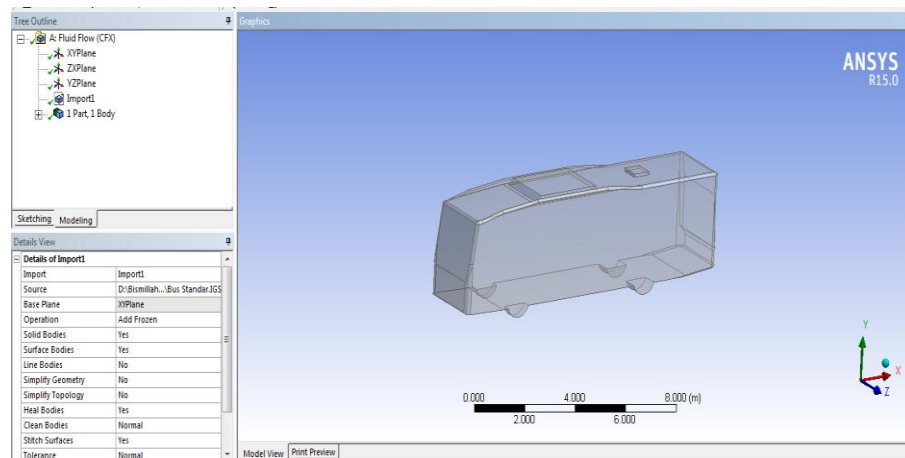 Tree Outline
A: Fluid Flow (CFX)
XYPlane
ZXPlane
YZPlane
Import1
1 Part, 1 Body
Sketching Modeling
Details View
Details of Import1
Import Import1
Source D:\Bismillah...\Bus Standar.IGS
Base Plane XYPlane
Operation Add Frozen
Solid Bodies Yes
Surface Bodies Yes
Line Bodies No
Simplify Geometry No
Simplify Topology No
Heal Bodies Yes
Clean Bodies Normal
Stitch Surfaces Yes
Tolerance Normal
Graphics
ANSYS
R15.0
Y
X
Z
0.000 4.000 8.000 (m)
2.000 6.000
Model View Print Preview